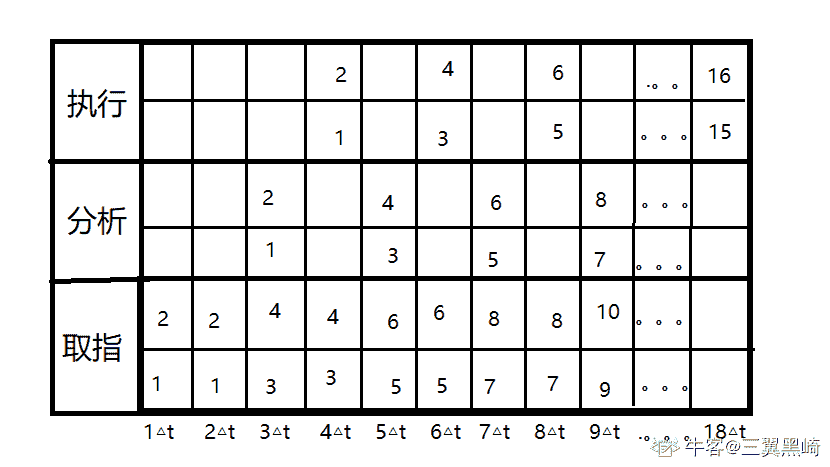 2 4 6 .。。 16
执行
1 3 5 。。。 15
2 4 6 8 。。。
分析
1 3 5 7 。。。
2 2 4 4 6 6 8 8 10 。。。
取指
1 1 3 3 5 5 7 7 9 。。。
1△t 2△t 3△t 4△t 5△t 6△t 7△t 8△t 9△t .。。。 18△t
牛客@三翼黑崎